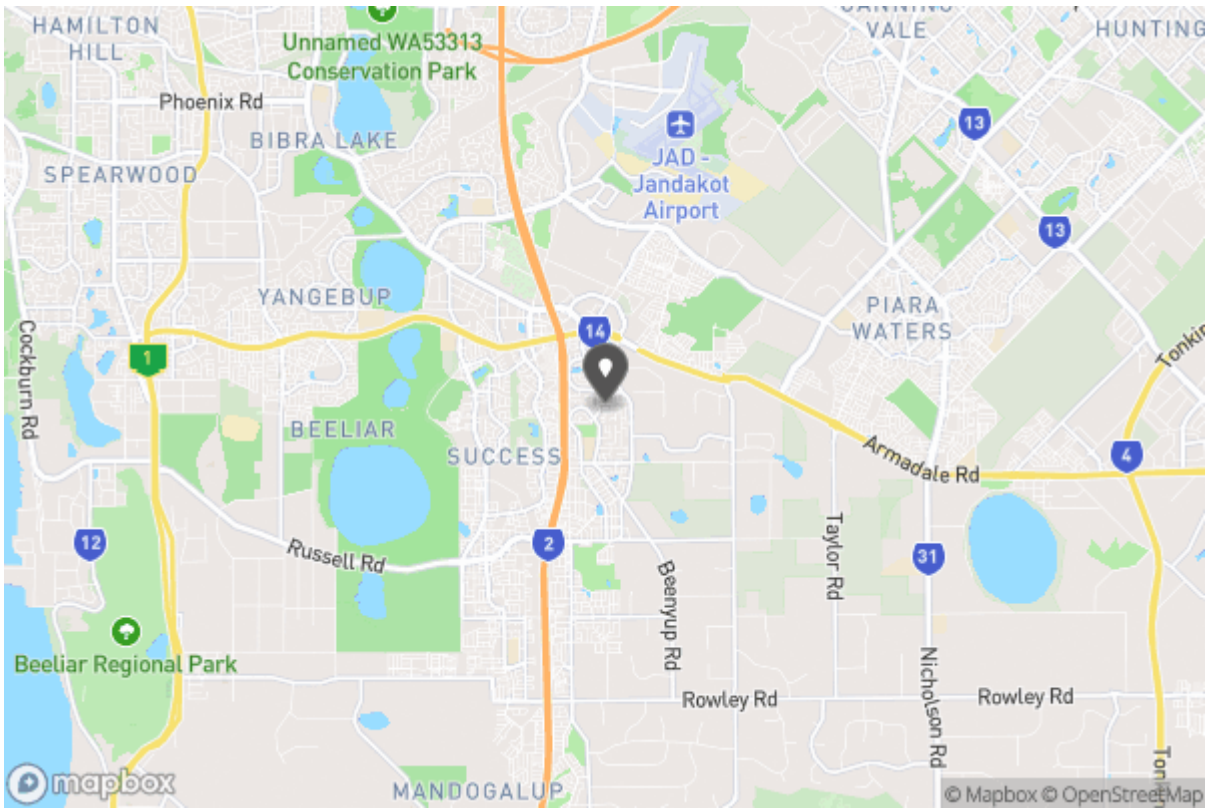 HAMILTON
HILL
Unnamed WA53313
Conservation Park
CANNING
VALE
HUNTING
Phoenix Rd
BIBRA LAKE
13
SPEARWOOD
JAD -
Jandakot
Airport
13
YANGEBUP
PIARA
WATERS
14
1
Cockburn Rd
Tonkin
BEELIAR
SUCCESS
Armadale Rd
4
12
Russell Rd
2
Taylor Rd
31
Beenyup Rd
Beeliar Regional Park
Nicholson Rd
Rowley Rd
Rowley Rd
Ton
mapbox
MANDOGALUP
© Mapbox © OpenStreetMap